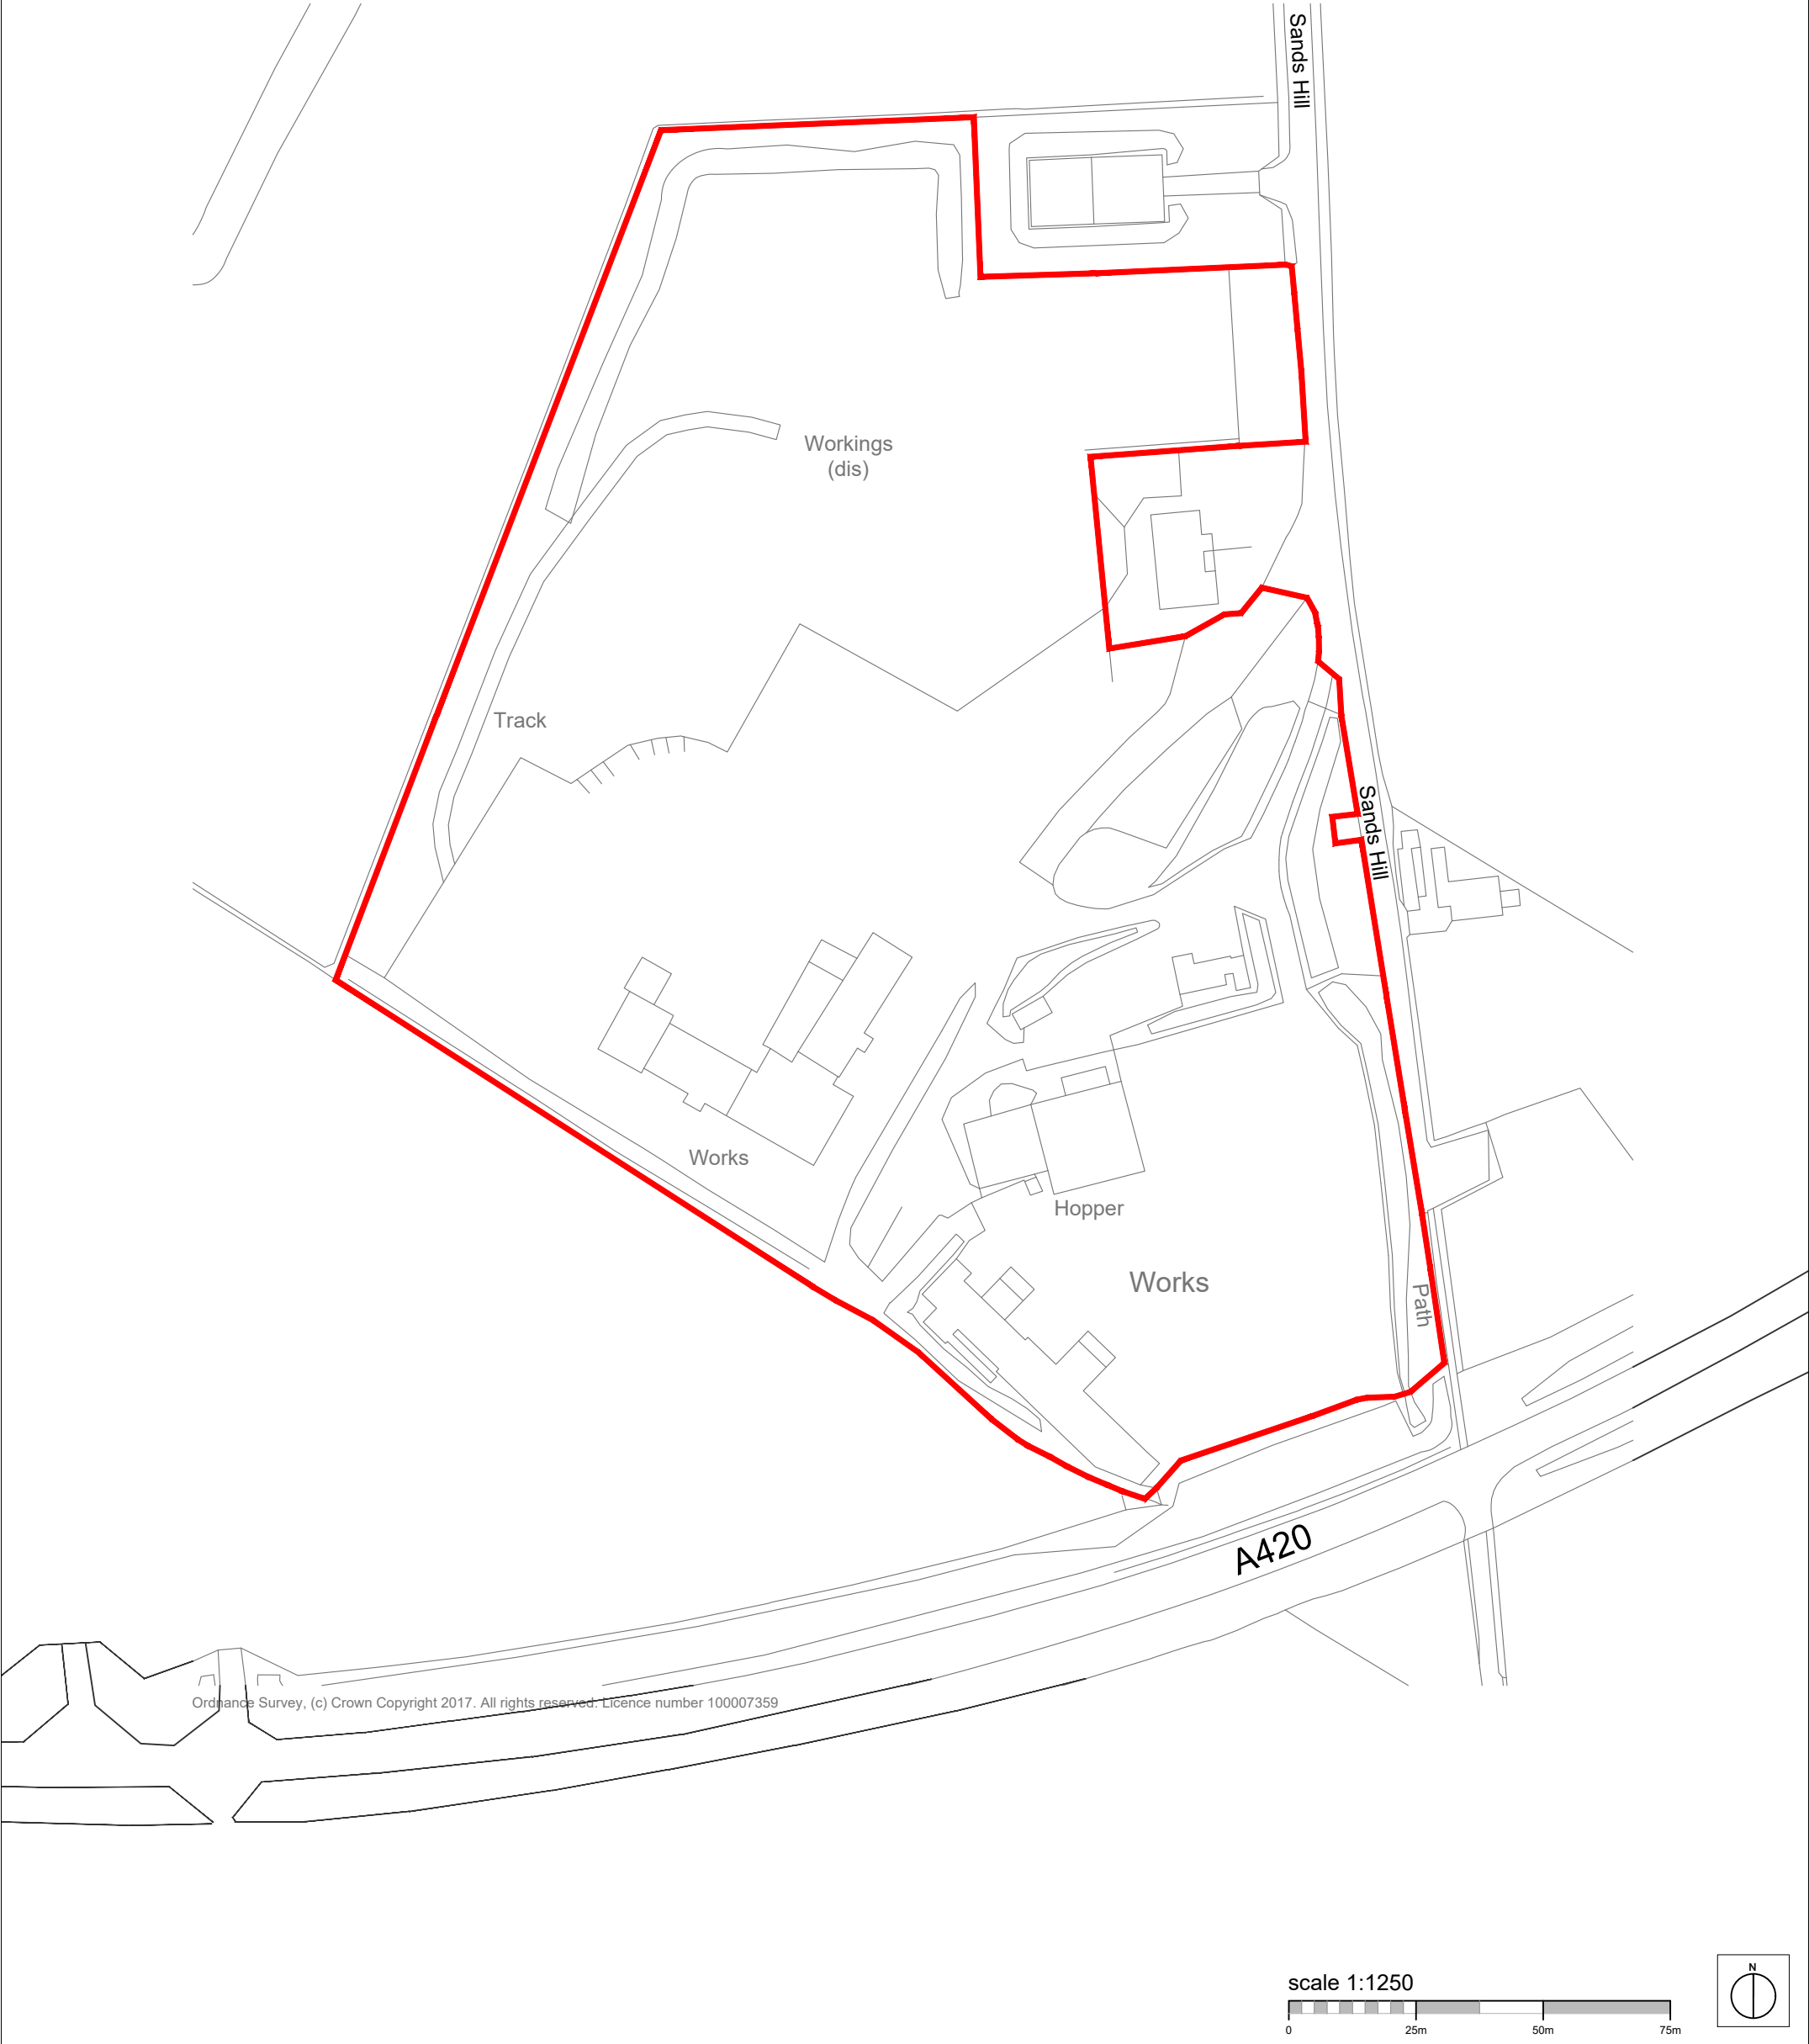 Sands Hill
Workings
(dis)
Track
Sands Hill
Works
Hopper
Works
Path
A420
Ordnance Survey, (c) Crown Copyright 2017. All rights reserved. Licence number 100007359
scale 1:1250
0 25m 50m 75m
N